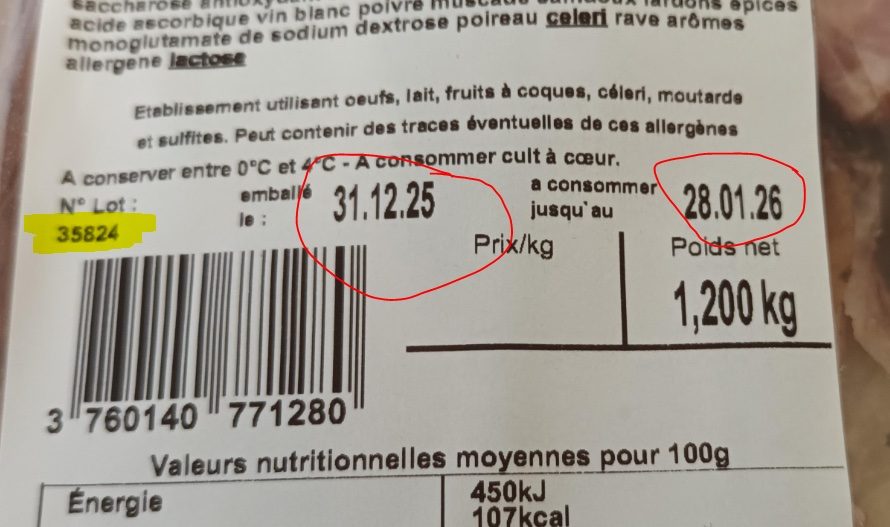 saccharose
acide ascorbique vin blanc poivre lardons épices
monoglutamate de sodium dextrose poireau celeri rave arômes
allergene lactose
Etablissement utilisant oeufs, lait, fruits à coques, céleri, moutarde
et sulfites. Peut contenir des traces éventuelles de ces allergènes
A conserver entre 0°C et 4°C - A consommer cuit à cœur.
N° Lot :
35824
emballé
le :
31.12.25
a consommer
jusqu`au
28.01.26
Prix/kg
Poids net
1,200 kg
3 760140 771280
Valeurs nutritionnelles moyennes pour 100g
Énergie
450kJ
107kcal